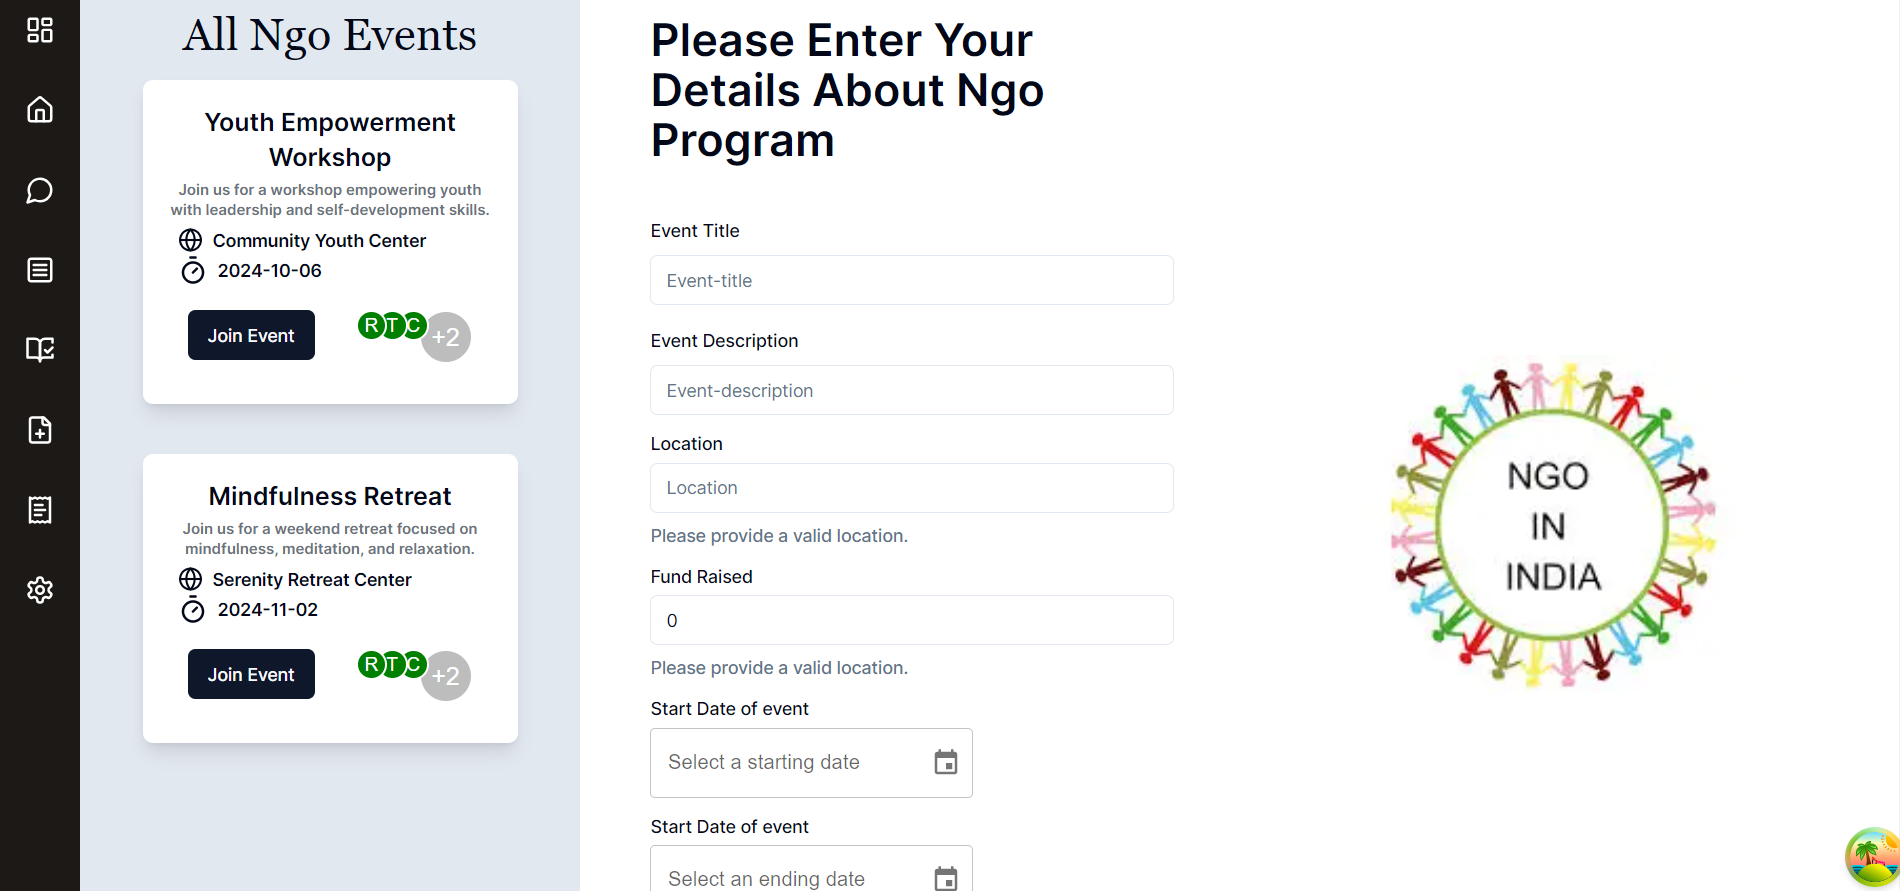 All Ngo Events
Youth Empowerment
Workshop
Join us for a workshop empowering youth
with leadership and self-development skills.
Community Youth Center
2024-10-06
Join Event
R T C +2
Mindfulness Retreat
Join us for a weekend retreat focused on
mindfulness, meditation, and relaxation.
Serenity Retreat Center
2024-11-02
Join Event
R T C +2
Please Enter Your
Details About Ngo
Program
Event Title
Event-title
Event Description
Event-description
Location
Location
Please provide a valid location.
Fund Raised
0
Please provide a valid location.
Start Date of event
Select a starting date
Start Date of event
Select an ending date
NGO
IN
INDIA